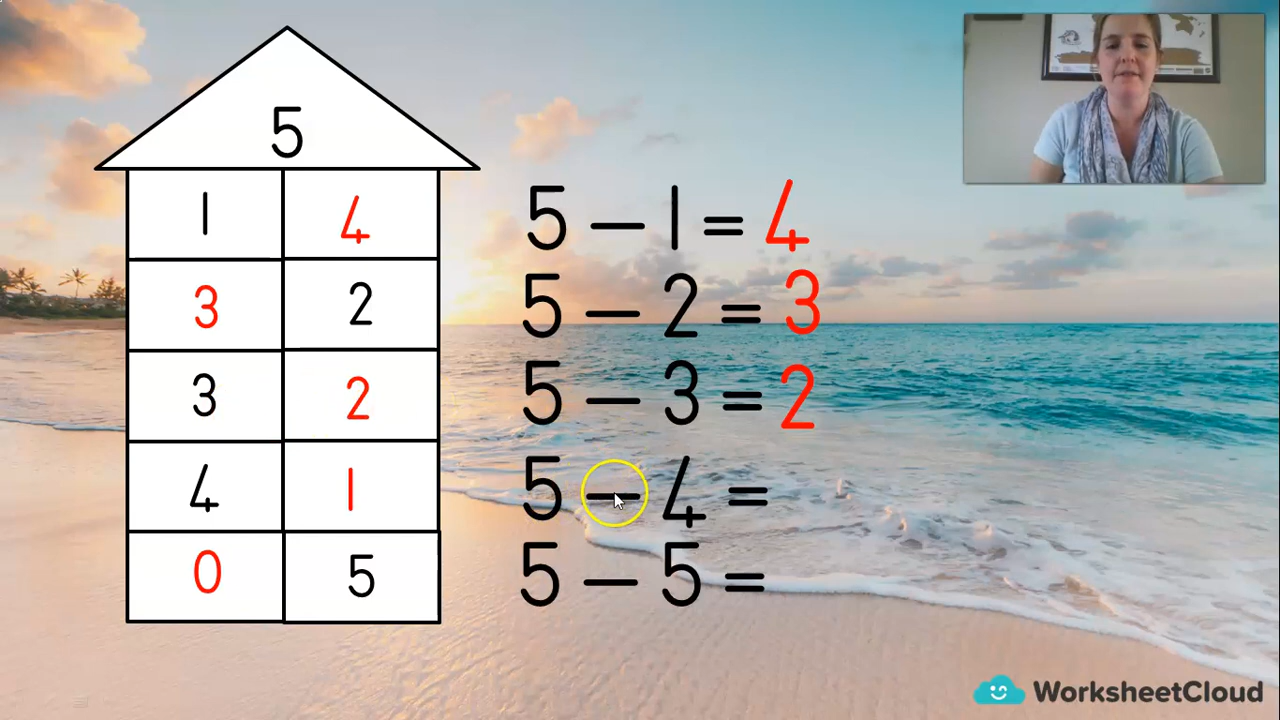 5
1 4
3 2
3 2
4 1
0 5
5 – 1 = 4
5 – 2 = 3
5 – 3 = 2
5 – 4 =
5 – 5 =
WorksheetCloud